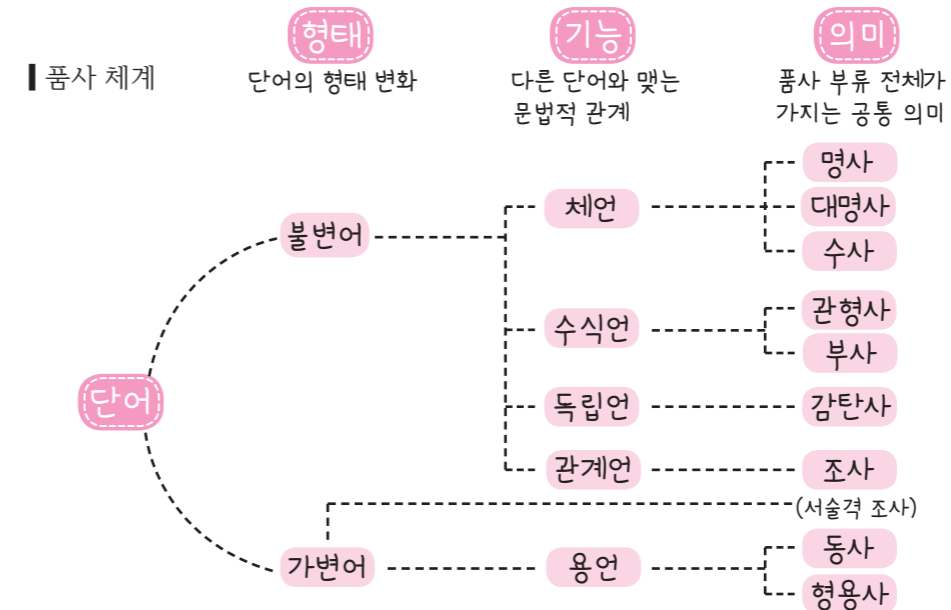 품사 체계
형태
단어의 형태 변화
기능
다른 단어와 맺는
문법적 관계
의미
품사 부류 전체가
가지는 공통 의미
단어
불변어
체언
명사
대명사
수사
수식언
관형사
부사
독립언
감탄사
관계언
조사
(서술격 조사)
가변어
용언
동사
형용사